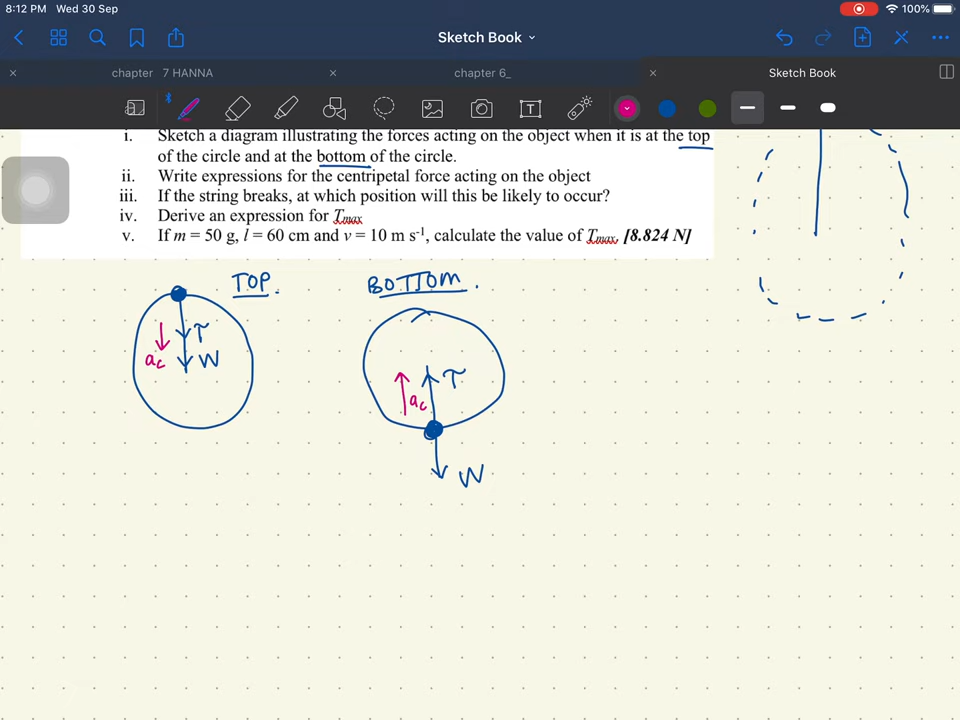 8:12 PM Wed 30 Sep
100%
Sketch Book
chapter 7 HANNA
chapter 6_
Sketch Book
i. Sketch a diagram illustrating the forces acting on the object when it is at the top
of the circle and at the bottom of the circle.
ii. Write expressions for the centripetal force acting on the object
iii. If the string breaks, at which position will this be likely to occur?
iv. Derive an expression for Tmax
v. If m = 50 g, l = 60 cm and v = 10 m s-1, calculate the value of Tmax. [8.824 N]
TOP.
BOTTOM.
T
ac
W
T
ac
W